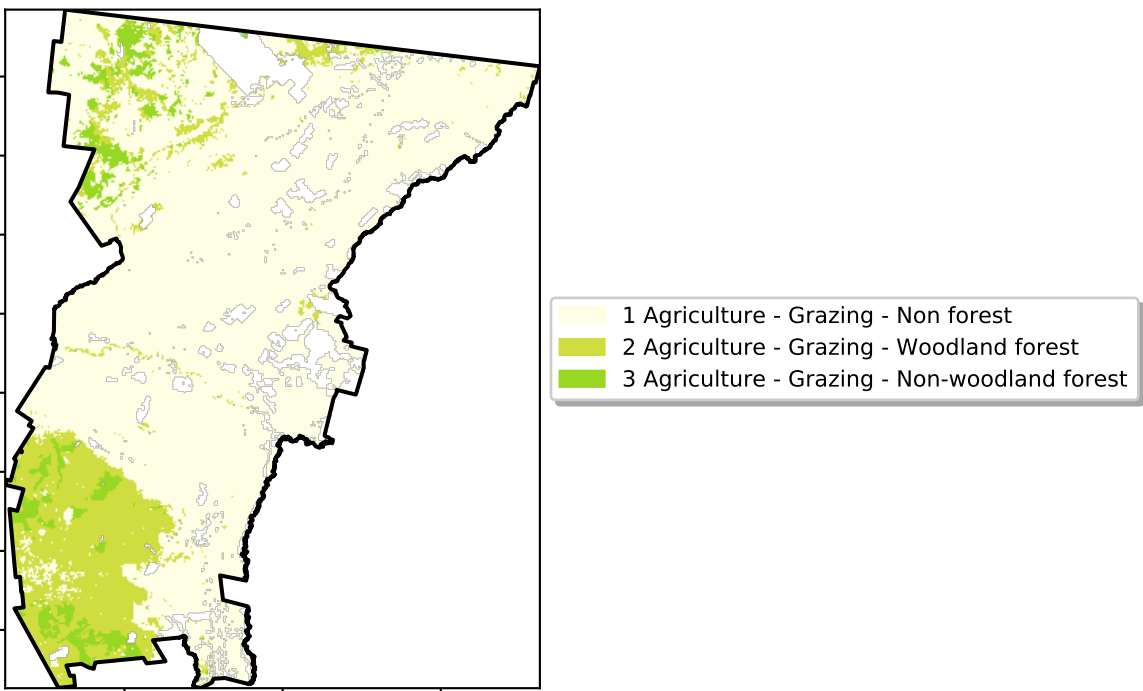 1 Agriculture - Grazing - Non forest
2 Agriculture - Grazing - Woodland forest
3 Agriculture - Grazing - Non-woodland forest